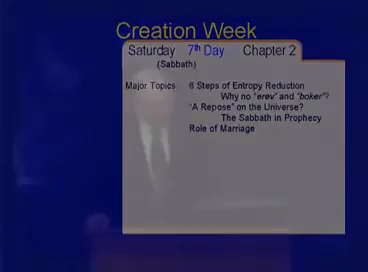 Creation Week
Saturday 7th Day Chapter 2
(Sabbath)
Major Topics 6 Steps of Entropy Reduction
Why no "erev" and "boker"?
"A Repose" on the Universe?
The Sabbath in Prophecy
Role of Marriage